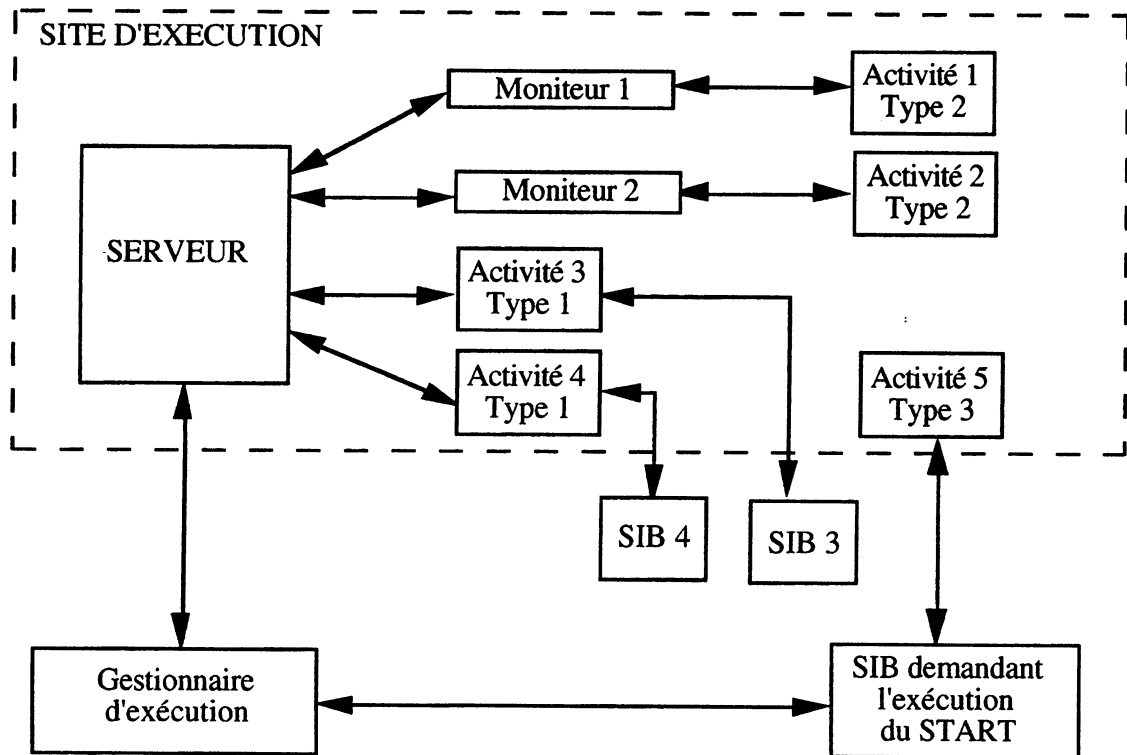 SITE D'EXECUTION
Moniteur 1
Activité 1
Type 2
Moniteur 2
Activité 2
Type 2
SERVEUR
Activité 3
Type 1
Activité 4
Type 1
Activité 5
Type 3
SIB 4
SIB 3
Gestionnaire
d'exécution
SIB demandant
l'exécution
du START